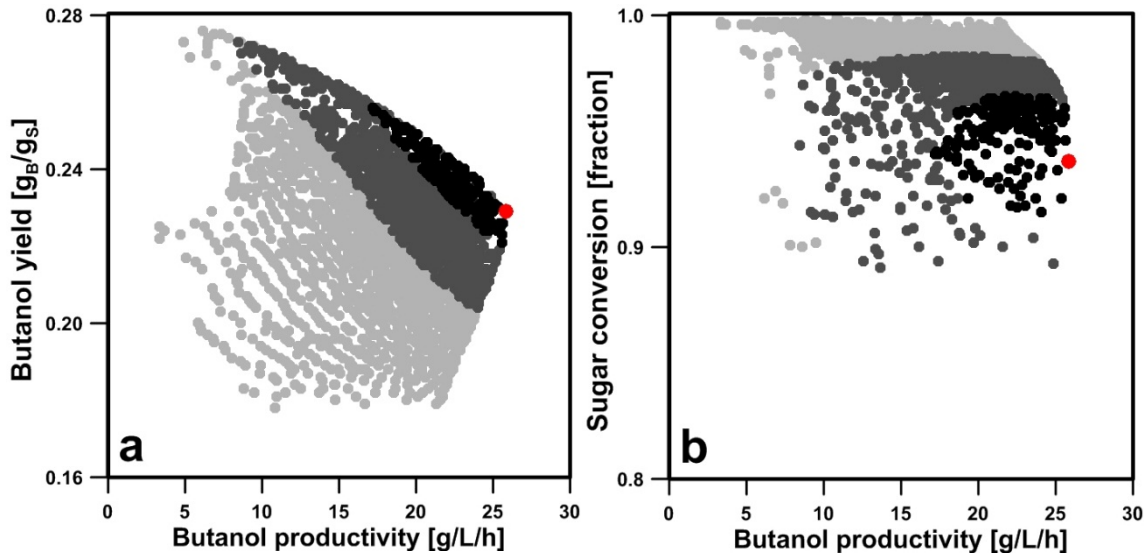 0.28
0.24
0.20
0.16
Butanol yield [gB/gS]
a
0 5 10 15 20 25 30
Butanol productivity [g/L/h]
1.0
0.9
0.8
Sugar conversion [fraction]
b
0 5 10 15 20 25 30
Butanol productivity [g/L/h]